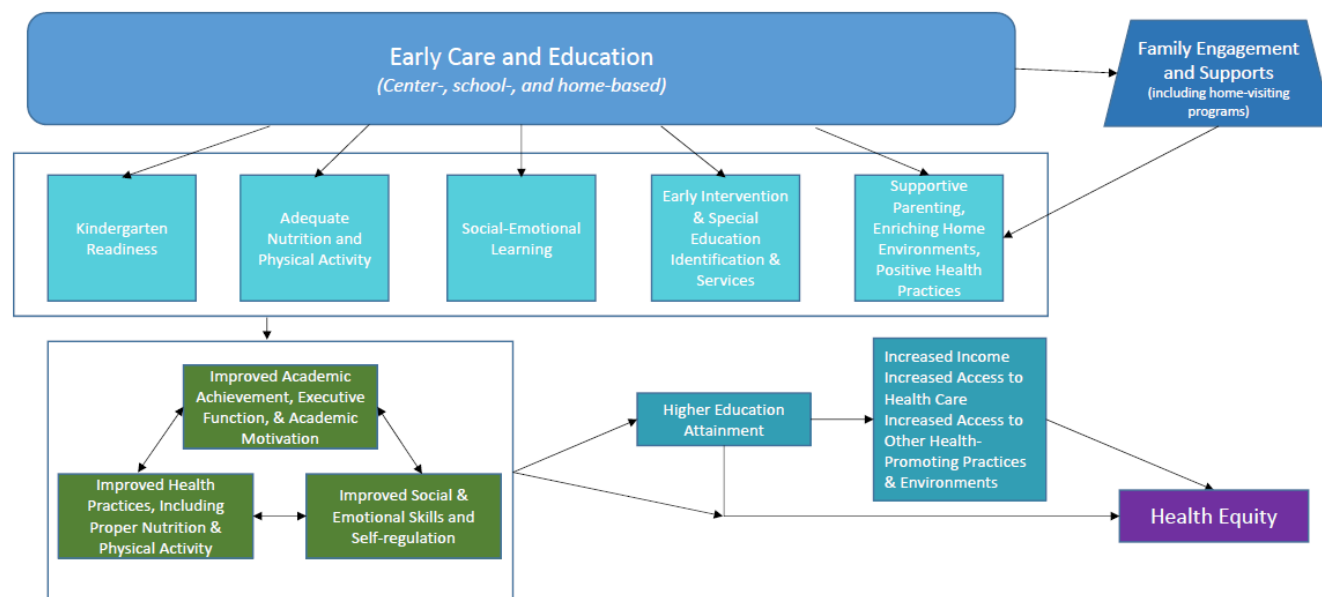 Early Care and Education
(Center-, school-, and home-based)
Family Engagement
and Supports
(including home-visiting
programs)
Kindergarten
Readiness
Adequate
Nutrition and
Physical Activity
Social-Emotional
Learning
Early Intervention
& Special
Education
Identification &
Services
Supportive
Parenting,
Enriching Home
Environments,
Positive Health
Practices
Improved Academic
Achievement, Executive
Function, & Academic
Motivation
Improved Health
Practices, Including
Proper Nutrition &
Physical Activity
Improved Social &
Emotional Skills and
Self-regulation
Higher Education
Attainment
Increased Income
Increased Access to
Health Care
Increased Access to
Other Health-
Promoting Practices
& Environments
Health Equity